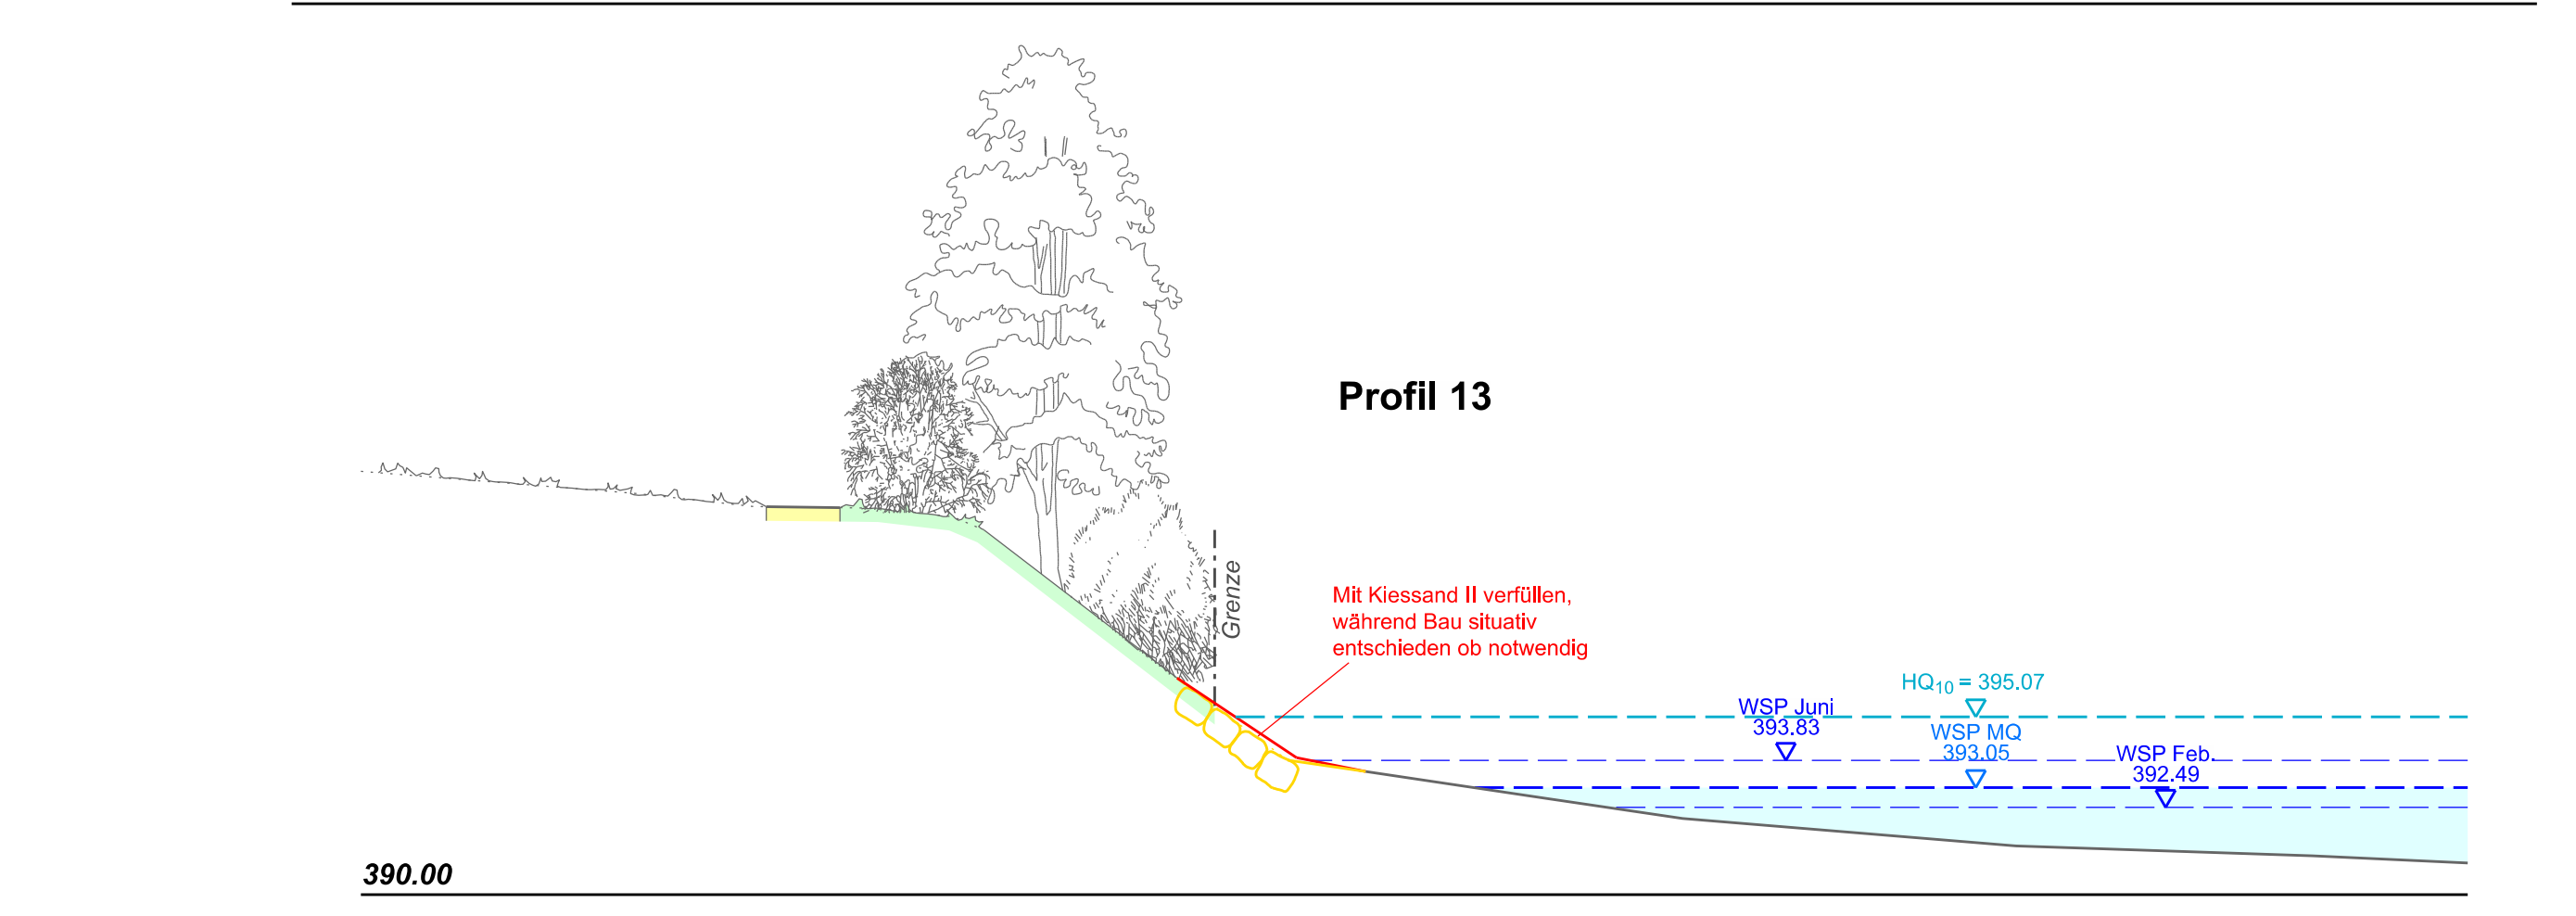 Profil 13
Grenze
Mit Kiessand II verfüllen,
während Bau situativ
entschieden ob notwendig
HQ10 = 395.07
WSP Juni
393.83
WSP MQ
393.05
WSP Feb.
392.49
390.00